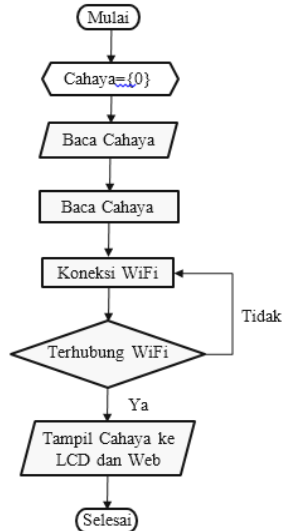 Mulai
Cahaya={0}
Baca Cahaya
Baca Cahaya
Koneksi WiFi
Tidak
Terhubung WiFi
Ya
Tampil Cahaya ke
LCD dan Web
Selesai